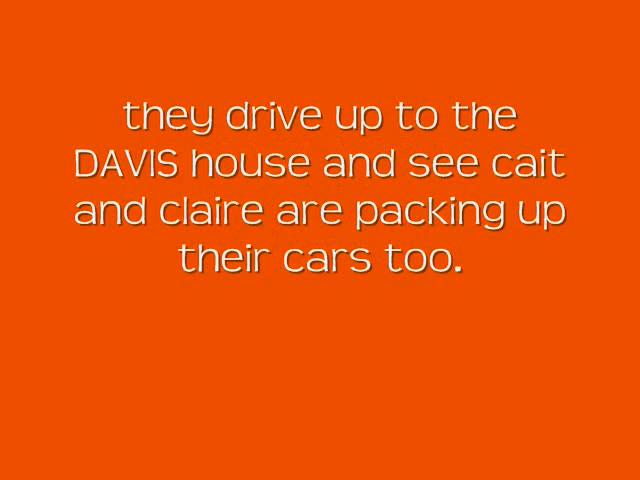 they drive up to the
DAVIS house and see cait
and claire are packing up
their cars too.